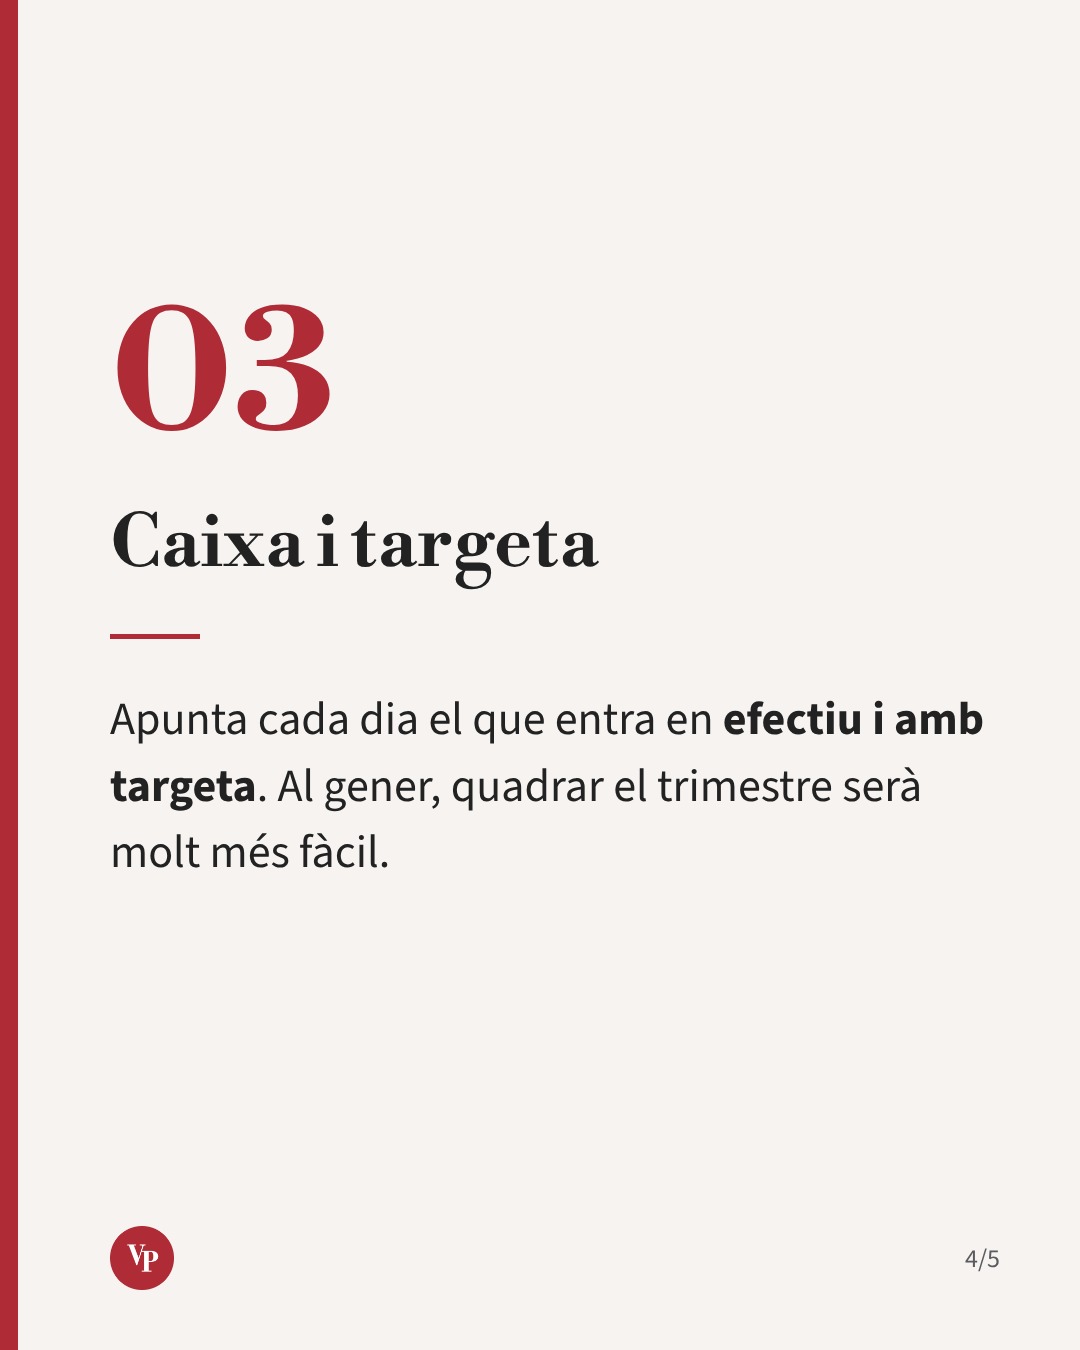 03
Caixa i targeta
Apunta cada dia el que entra en efectiu i amb
targeta. Al gener, quadrar el trimestre serà
molt més fàcil.
VP
4/5